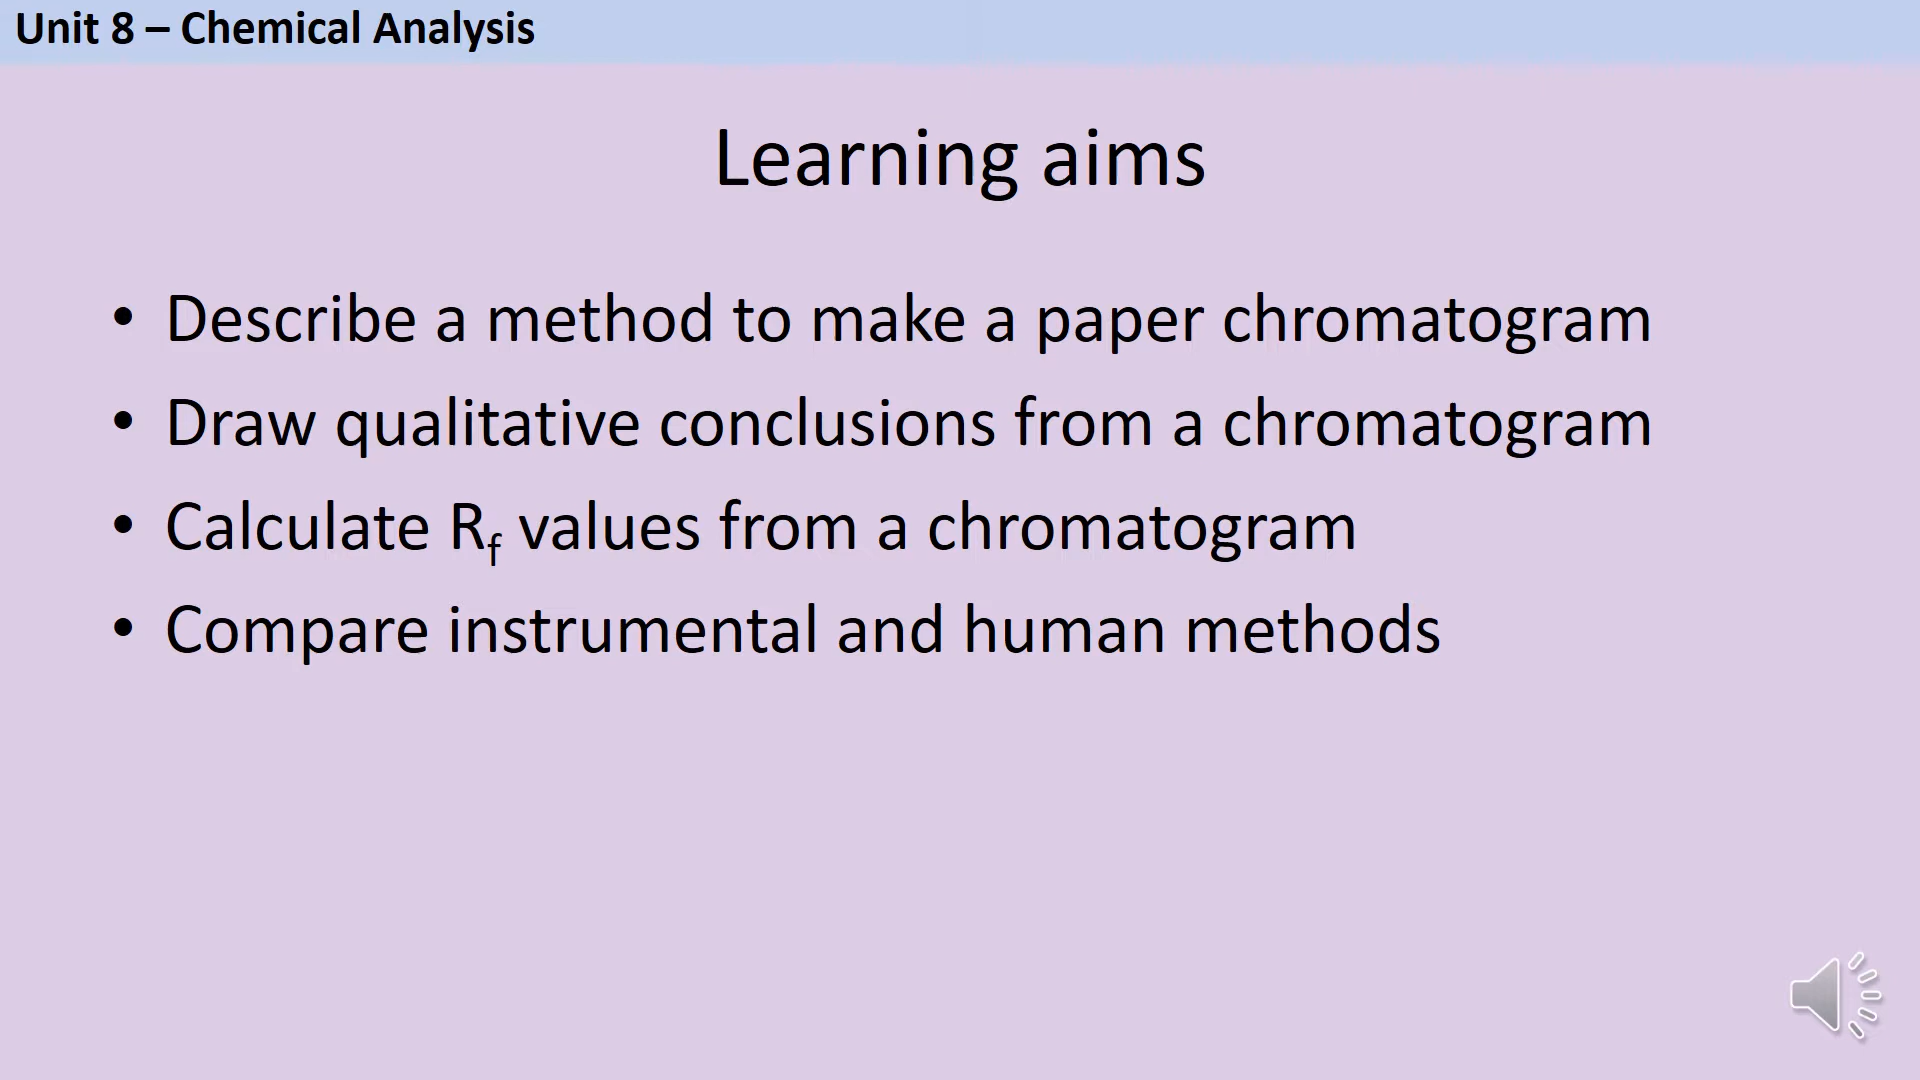 Unit 8 – Chemical Analysis
Learning aims
• Describe a method to make a paper chromatogram
• Draw qualitative conclusions from a chromatogram
• Calculate Rf values from a chromatogram
• Compare instrumental and human methods